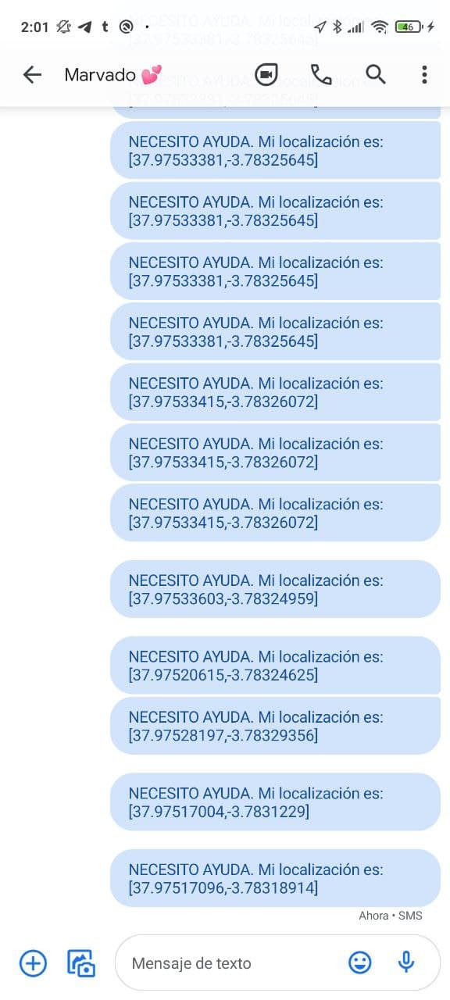 2:01
46
Marvado
NECESITO AYUDA. Mi localización es:
[37.97533381,-3.78325645]
NECESITO AYUDA. Mi localización es:
[37.97533381,-3.78325645]
NECESITO AYUDA. Mi localización es:
[37.97533381,-3.78325645]
NECESITO AYUDA. Mi localización es:
[37.97533381,-3.78325645]
NECESITO AYUDA. Mi localización es:
[37.97533415,-3.78326072]
NECESITO AYUDA. Mi localización es:
[37.97533415,-3.78326072]
NECESITO AYUDA. Mi localización es:
[37.97533415,-3.78326072]
NECESITO AYUDA. Mi localización es:
[37.97533603,-3.78324959]
NECESITO AYUDA. Mi localización es:
[37.97520615,-3.78324625]
NECESITO AYUDA. Mi localización es:
[37.97528197,-3.78329356]
NECESITO AYUDA. Mi localización es:
[37.97517004,-3.7831229]
NECESITO AYUDA. Mi localización es:
[37.97517096,-3.78318914]
Ahora • SMS
Mensaje de texto